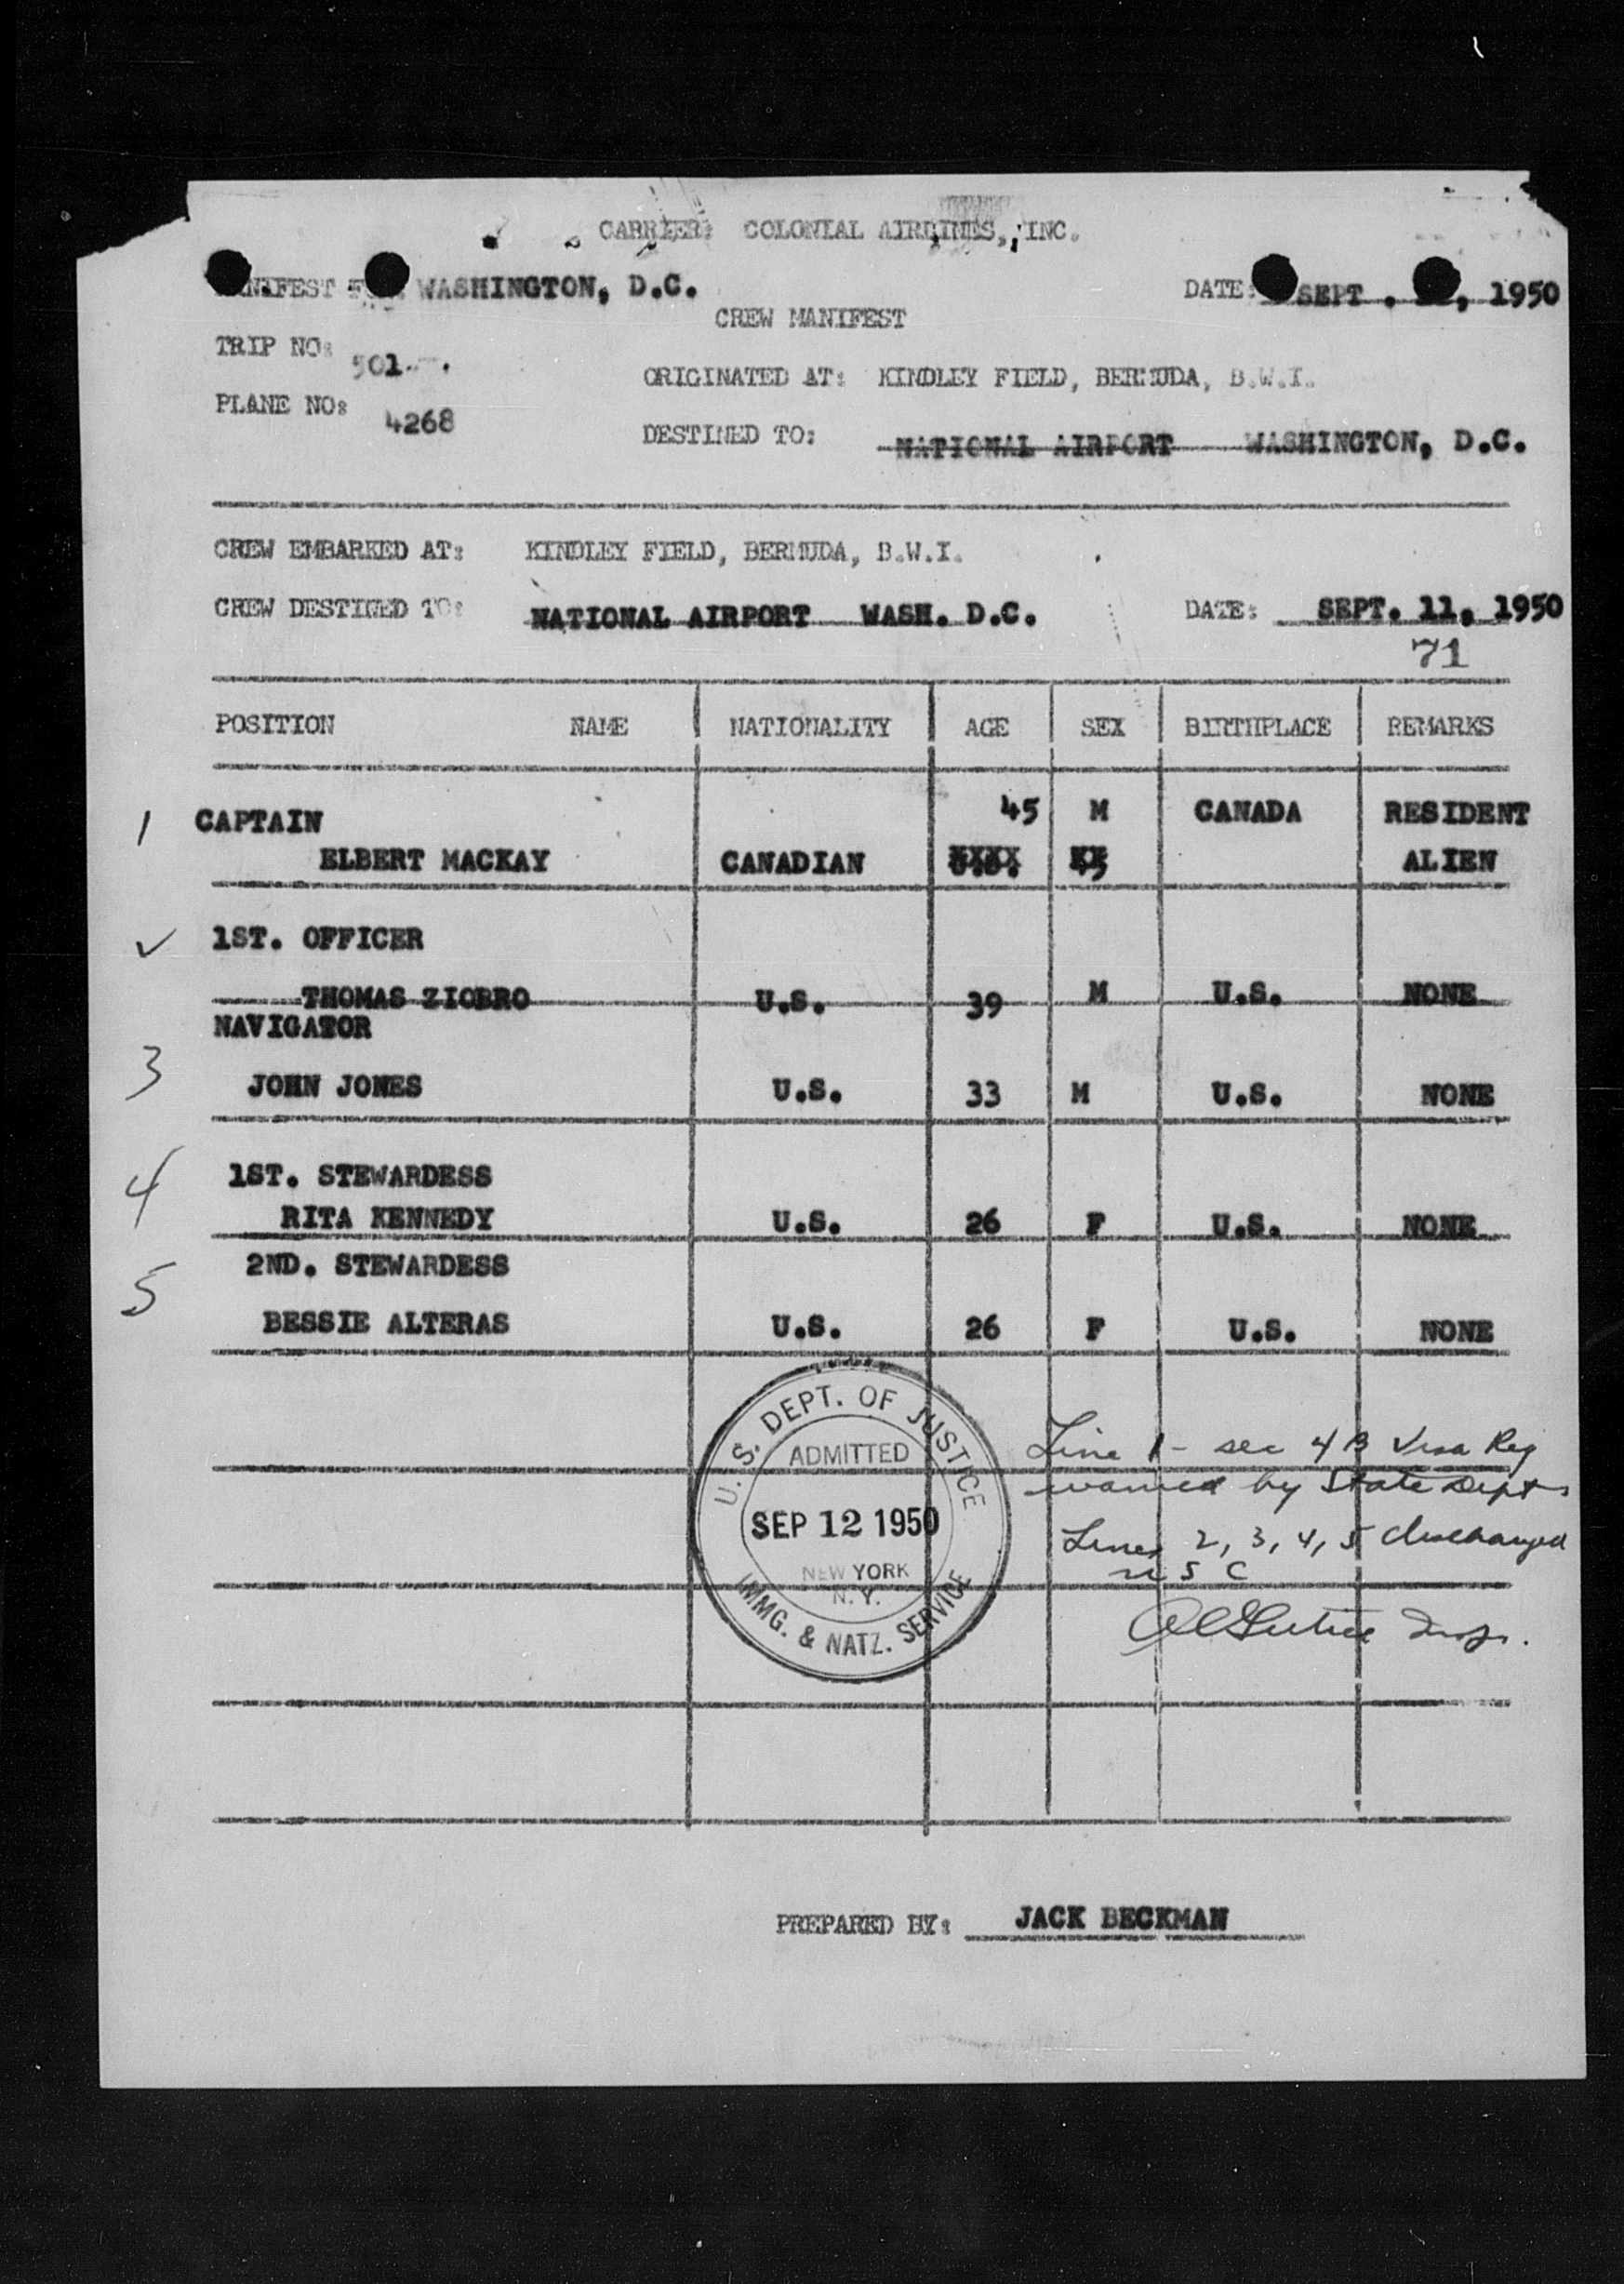 CARRIER: COLONIAL AIRLINES, INC.
WASHINGTON, D.C. DATE: SEPT. , 1950
CREW MANIFEST
TRIP NO: 501
ORIGINATED AT: KINDLEY FIELD, BERMUDA, B.W.I.
PLANE NO: 4268
DESTINED TO: NATIONAL AIRPORT WASHINGTON, D.C.
CREW EMBARKED AT: KINDLEY FIELD, BERMUDA, B.W.I.
CREW DESTINED TO: NATIONAL AIRPORT WASH. D.C. DATE: SEPT. 11, 1950
71
POSITION NAME NATIONALITY AGE SEX BIRTHPLACE REMARKS
1 CAPTAIN 45 M CANADA RESIDENT
ELBERT MACKAY CANADIAN ALIEN
✓ 1ST. OFFICER
THOMAS ZIOBRO U.S. 39 M U.S. NONE
NAVIGATOR
3 JOHN JONES U.S. 33 M U.S. NONE
4 1ST. STEWARDESS
RITA KENNEDY U.S. 26 F U.S. NONE
5 2ND. STEWARDESS
BESSIE ALTERAS U.S. 26 F U.S. NONE
U.S. DEPT. OF JUSTICE
ADMITTED
SEP 12 1950
NEW YORK
N.Y.
IMMG. & NATZ. SERVICE
Line 1 - sec 4 B Visa Reg
waived by State Dept
Lines 2, 3, 4, 5 discharged
U S C
Insp.
PREPARED BY: JACK BECKMAN